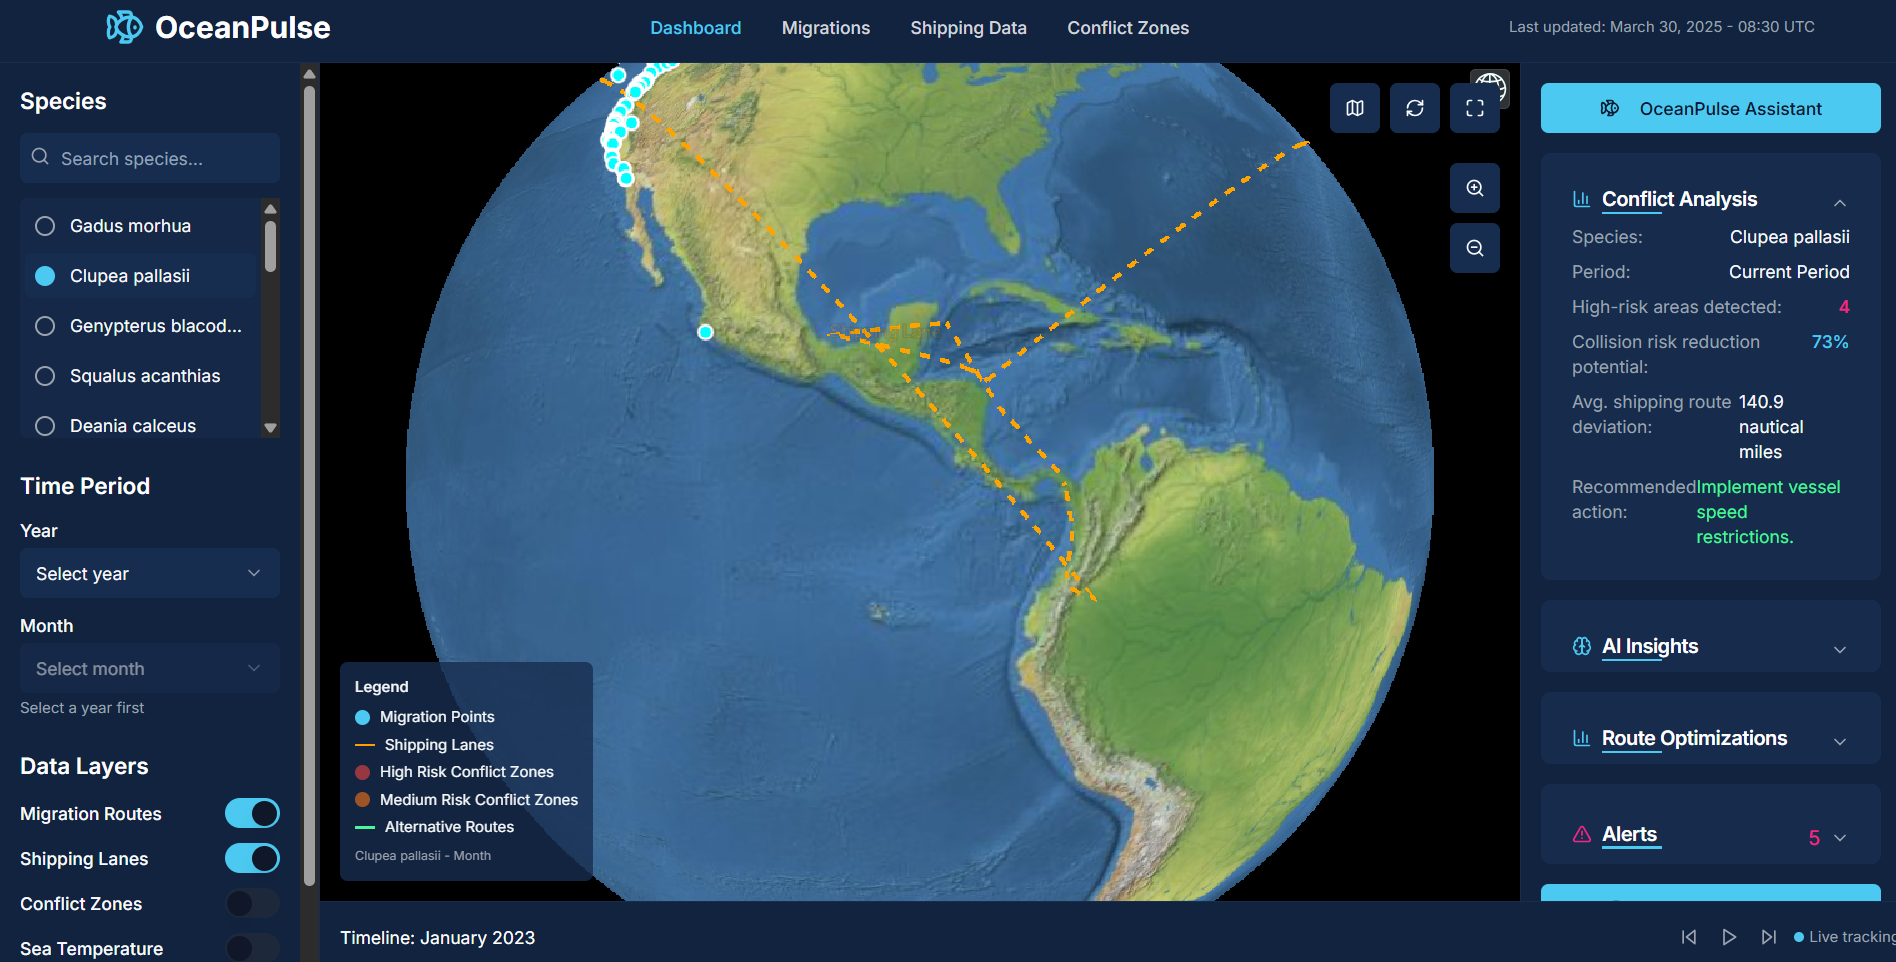 OceanPulse
Dashboard
Migrations
Shipping Data
Conflict Zones
Last updated: March 30, 2025 - 08:30 UTC
Species
Search species...
Gadus morhua
Clupea pallasii
Genypterus blacod...
Squalus acanthias
Deania calceus
Time Period
Year
Select year
Month
Select month
Select a year first
Data Layers
Migration Routes
Shipping Lanes
Conflict Zones
Sea Temperature
Legend
Migration Points
Shipping Lanes
High Risk Conflict Zones
Medium Risk Conflict Zones
Alternative Routes
Clupea pallasii - Month
Timeline: January 2023
Live tracking
OceanPulse Assistant
Conflict Analysis
Species: Clupea pallasii
Period: Current Period
High-risk areas detected: 4
Collision risk reduction 73%
potential:
Avg. shipping route 140.9
deviation: nautical
miles
Recommended Implement vessel
action: speed
restrictions.
AI Insights
Route Optimizations
Alerts 5